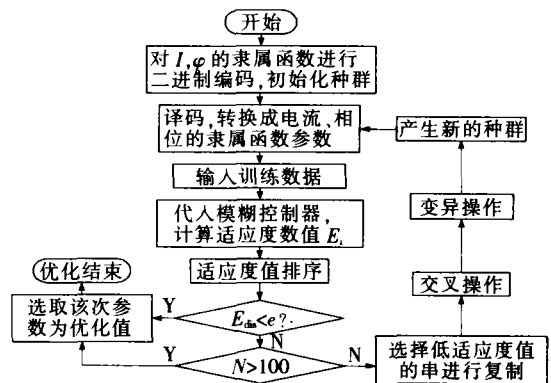 开始
对 I,φ 的隶属函数进行
二进制编码,初始化种群
译码,转换成电流、相
位的隶属函数参数
产生新的种群
输入训练数据
变异操作
代入模糊控制器,
计算适应度数值 Eᵢ
优化结束
适应度值排序
交叉操作
选取该次参
数为优化值
Y
<e?
N
Y
N>100
N
选择低适应度值
的串进行复制